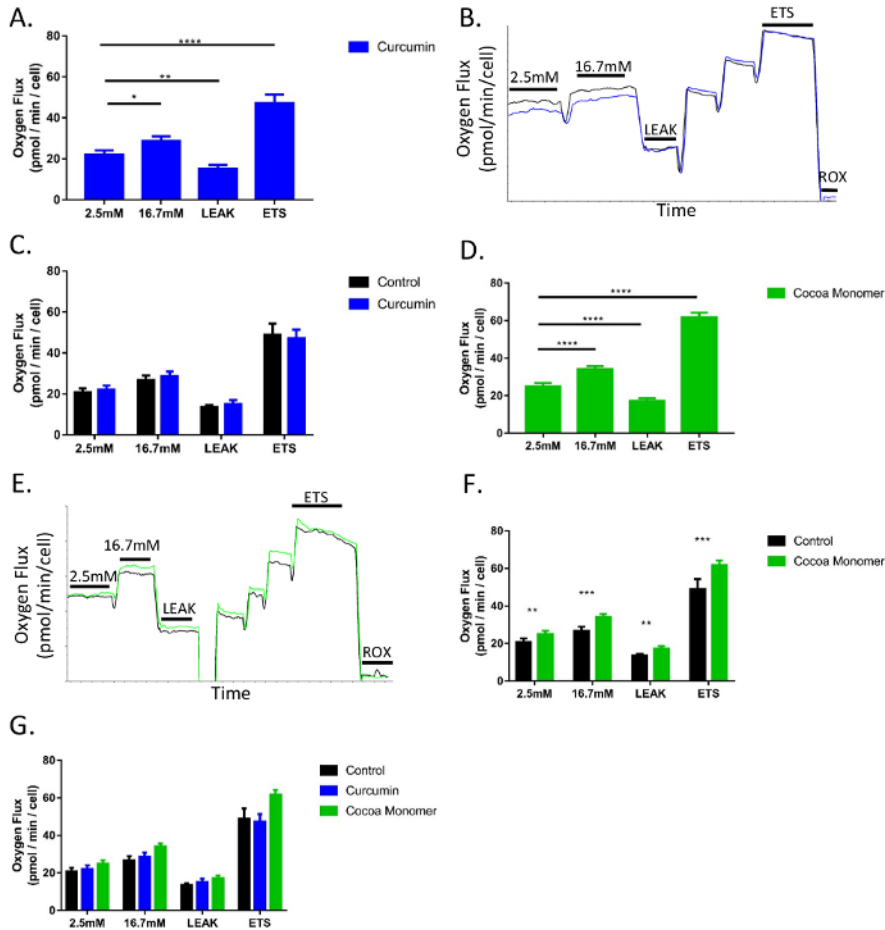 A.
80
60
40
20
0
Oxygen Flux
(pmol / min / cell)
****
**
*
2.5mM 16.7mM LEAK ETS
Curcumin
B.
Oxygen Flux
(pmol/min/cell)
2.5mM
16.7mM
LEAK
ETS
ROX
Time
C.
80
60
40
20
0
Oxygen Flux
(pmol / min / cell)
2.5mM 16.7mM LEAK ETS
Control
Curcumin
D.
80
60
40
20
0
Oxygen Flux
(pmol / min / cell)
****
****
****
2.5mM 16.7mM LEAK ETS
Cocoa Monomer
E.
Oxygen Flux
(pmol/min/cell)
2.5mM
16.7mM
LEAK
ETS
ROX
Time
F.
80
60
40
20
0
Oxygen Flux
(pmol / min / cell)
**
***
**
***
2.5mM 16.7mM LEAK ETS
Control
Cocoa Monomer
G.
80
60
40
20
0
Oxygen Flux
(pmol / min / cell)
2.5mM 16.7mM LEAK ETS
Control
Curcumin
Cocoa Monomer